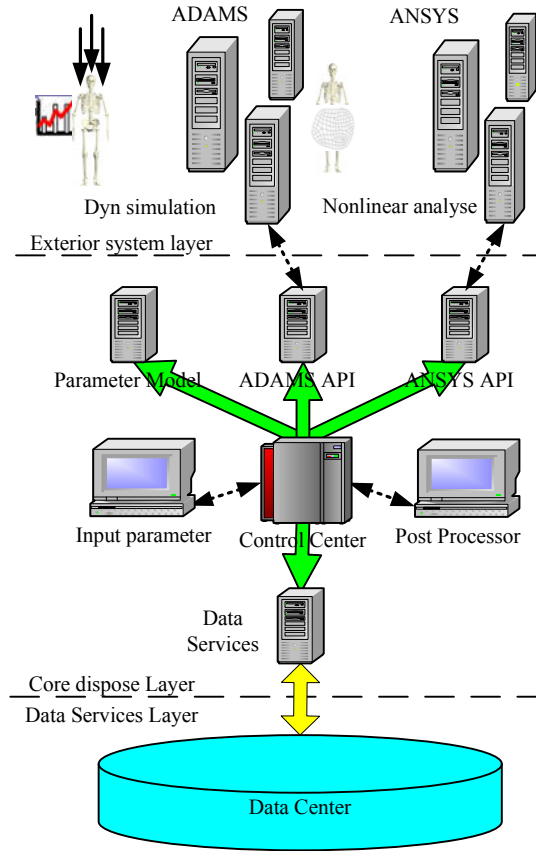 ADAMS
ANSYS
Dyn simulation
Nonlinear analyse
Exterior system layer
Parameter Model
ADAMS API
ANSYS API
Input parameter
Control Center
Post Processor
Data
Services
Core dispose Layer
Data Services Layer
Data Center